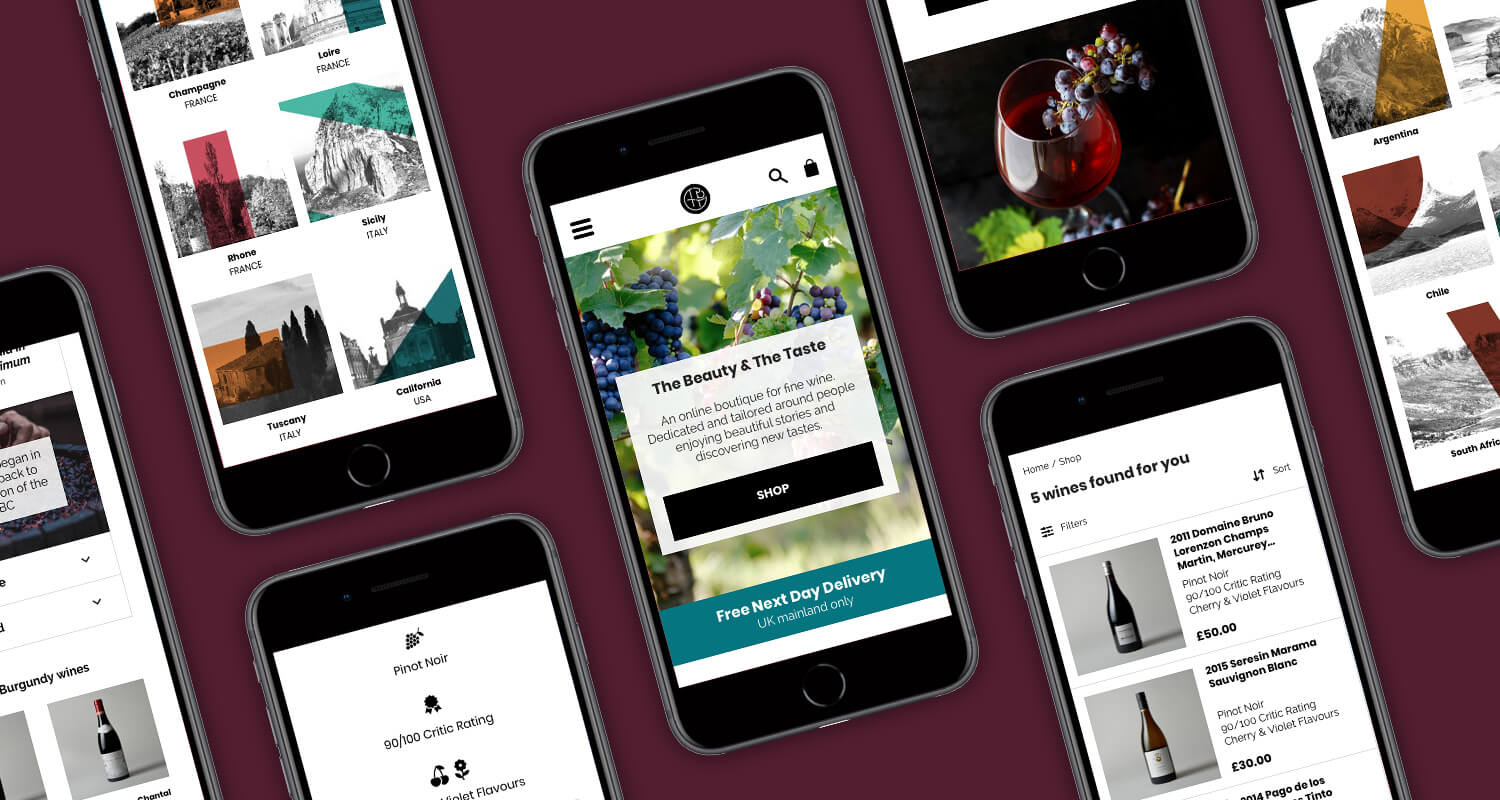 Champagne
FRANCE
Loire
FRANCE
Rhone
FRANCE
Sicily
ITALY
Tuscany
ITALY
California
USA
The Beauty & The Taste
An online boutique for fine wine.
Dedicated and tailored around people
enjoying beautiful stories and
discovering new tastes.
SHOP
Free Next Day Delivery
UK mainland only
Argentina
Chile
South Afric
imum
egan in
back to
on of the
BC
Burgundy wines
Chantal
Pinot Noir
90/100 Critic Rating
Violet Flavours
Home / Shop
5 wines found for you
Sort
Filters
2011 Domaine Bruno
Lorenzon Champs
Martin, Mercurey...
Pinot Noir
90/100 Critic Rating
Cherry & Violet Flavours
£50.00
2015 Seresin Marama
Sauvignon Blanc
Pinot Noir
90/100 Critic Rating
Cherry & Violet Flavours
£30.00
2014 Pago de los
Tinto